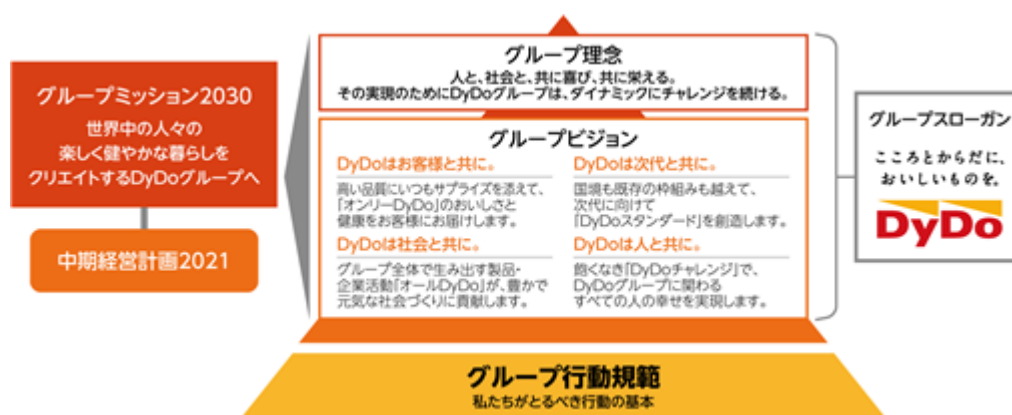 グループミッション2030
世界中の人々の
楽しく健やかな暮らしを
クリエイトするDyDoグループへ
中期経営計画2021
グループ理念
人と、社会と、共に喜び、共に栄える。
その実現のためにDyDoグループは、ダイナミックにチャレンジを続ける。
グループビジョン
DyDoはお客様と共に。
高い品質にいつもサプライズを添えて、
「オンリーDyDo」のおいしさと
健康をお客様にお届けします。
DyDoは次代と共に。
国境も既存の枠組みも越えて、
次代に向けて
「DyDoスタンダード」を創造します。
DyDoは社会と共に。
グループ全体で生み出す製品・
企業活動「オールDyDo」が、豊かで
元気な社会づくりに貢献します。
DyDoは人と共に。
飽くなき「DyDoチャレンジ」で、
DyDoグループに関わる
すべての人の幸せを実現します。
グループ行動規範
私たちがとるべき行動の基本
グループスローガン
こころとからだに、
おいしいものを。
DyDo